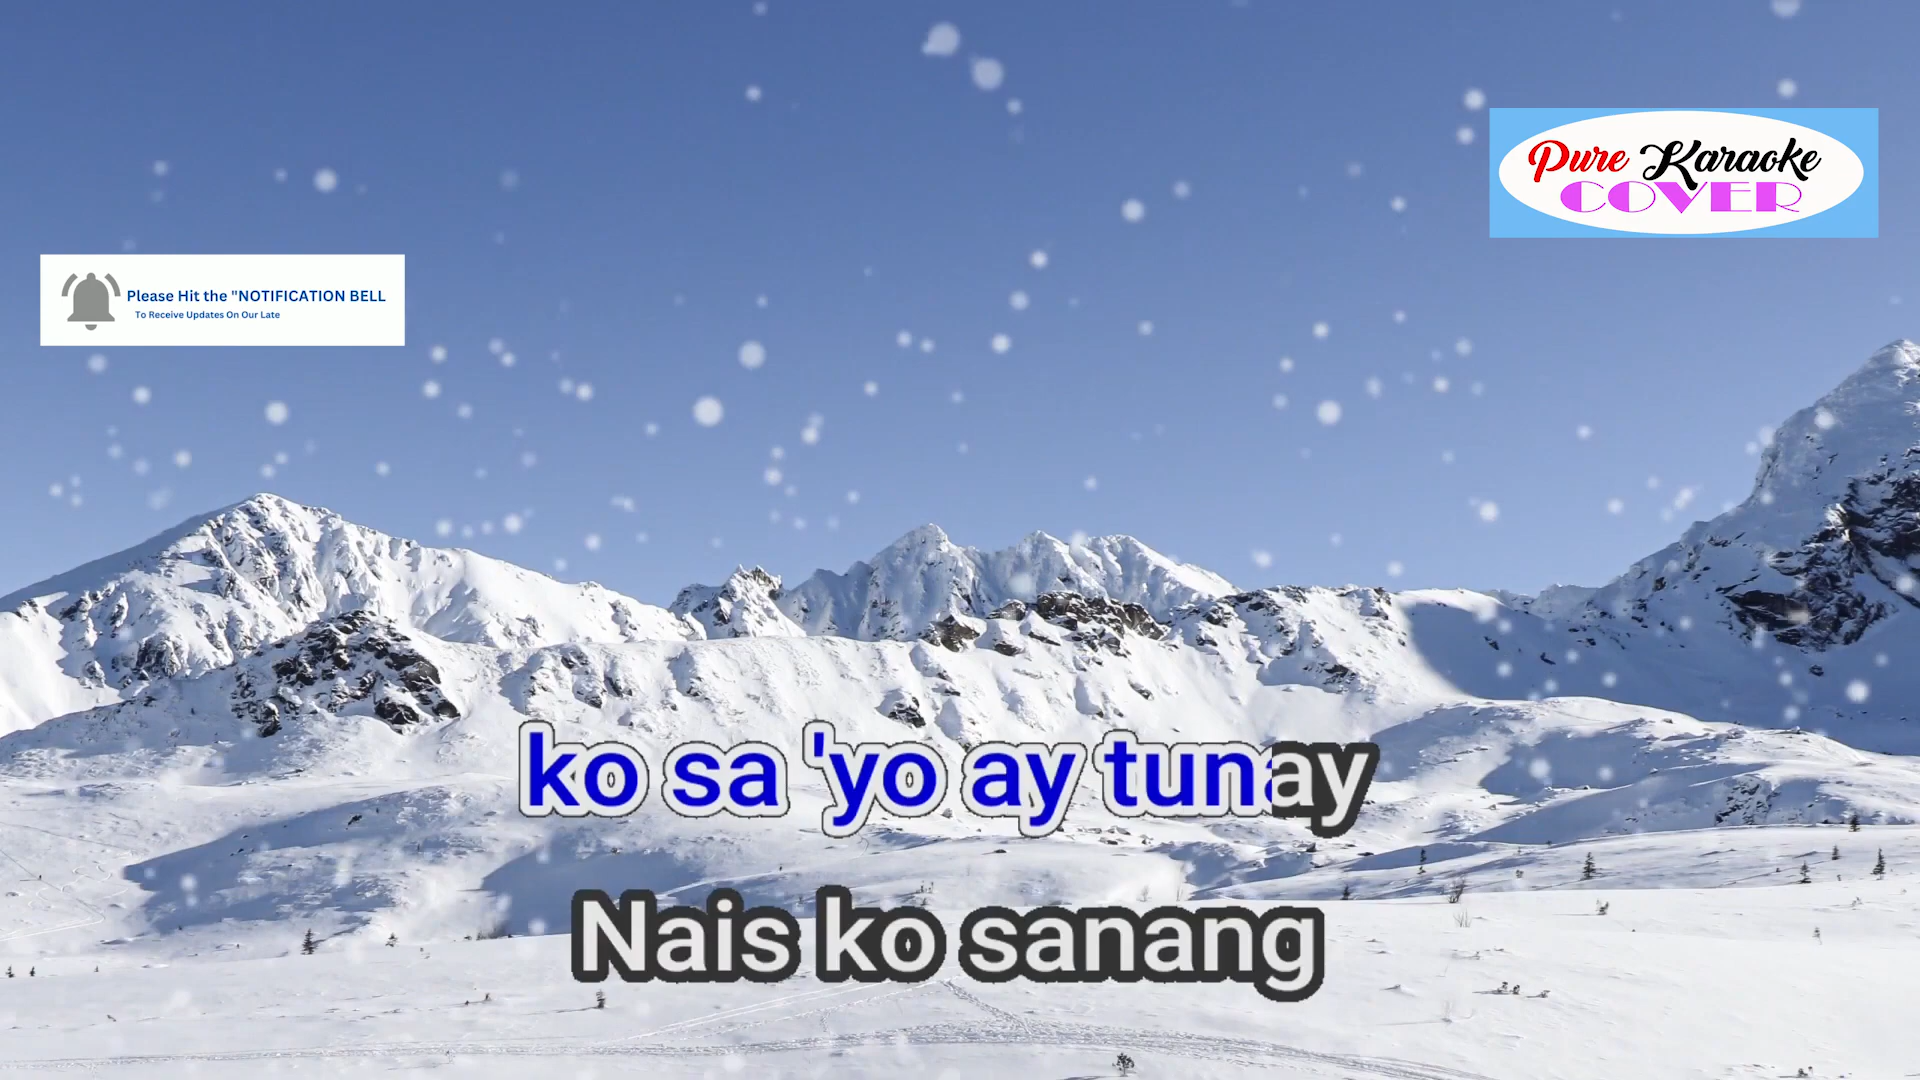 Pure Karaoke
COVER
Please Hit the "NOTIFICATION BELL
To Receive Updates On Our Late
ko sa 'yo ay tunay
Nais ko sanang